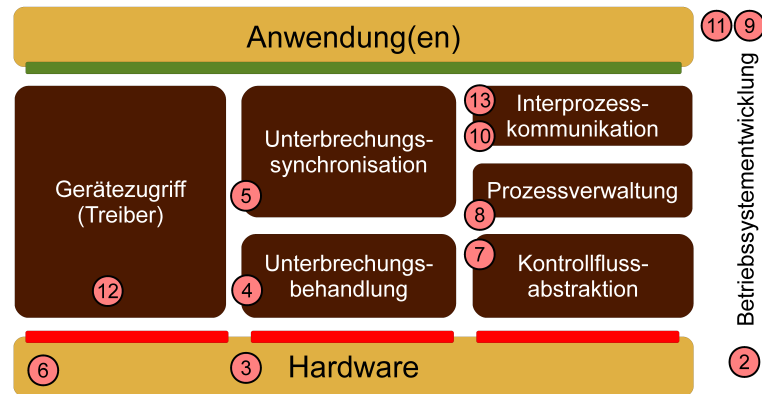 Anwendung(en)
11 9
Gerätezugriff
(Treiber)
12
Unterbrechungs-
synchronisation
5
Unterbrechungs-
behandlung
4
13
Interprozess-
kommunikation
10
Prozessverwaltung
8
7
Kontrollfluss-
abstraktion
6
3
Hardware
Betriebssystementwicklung
2